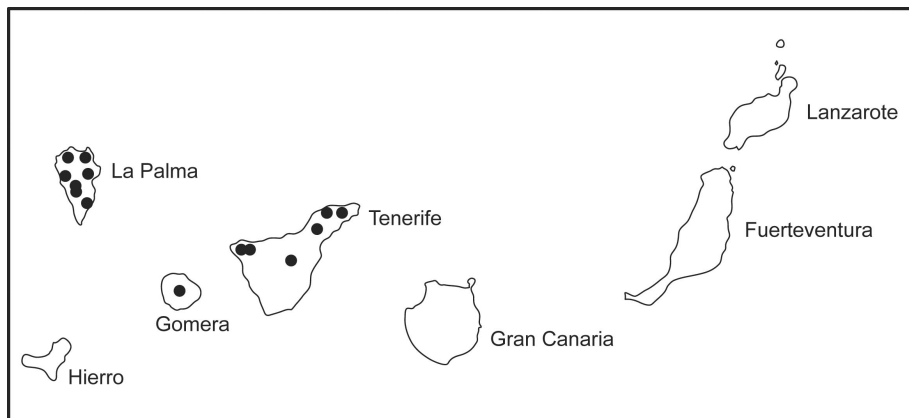 Lanzarote
La Palma
Tenerife
Fuerteventura
Gomera
Gran Canaria
Hierro